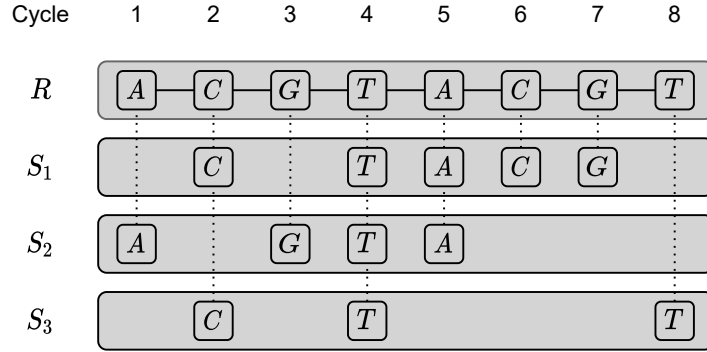 Cycle 1 2 3 4 5 6 7 8
R A C G T A C G T
S₁ C T A C G
S₂ A G T A
S₃ C T T